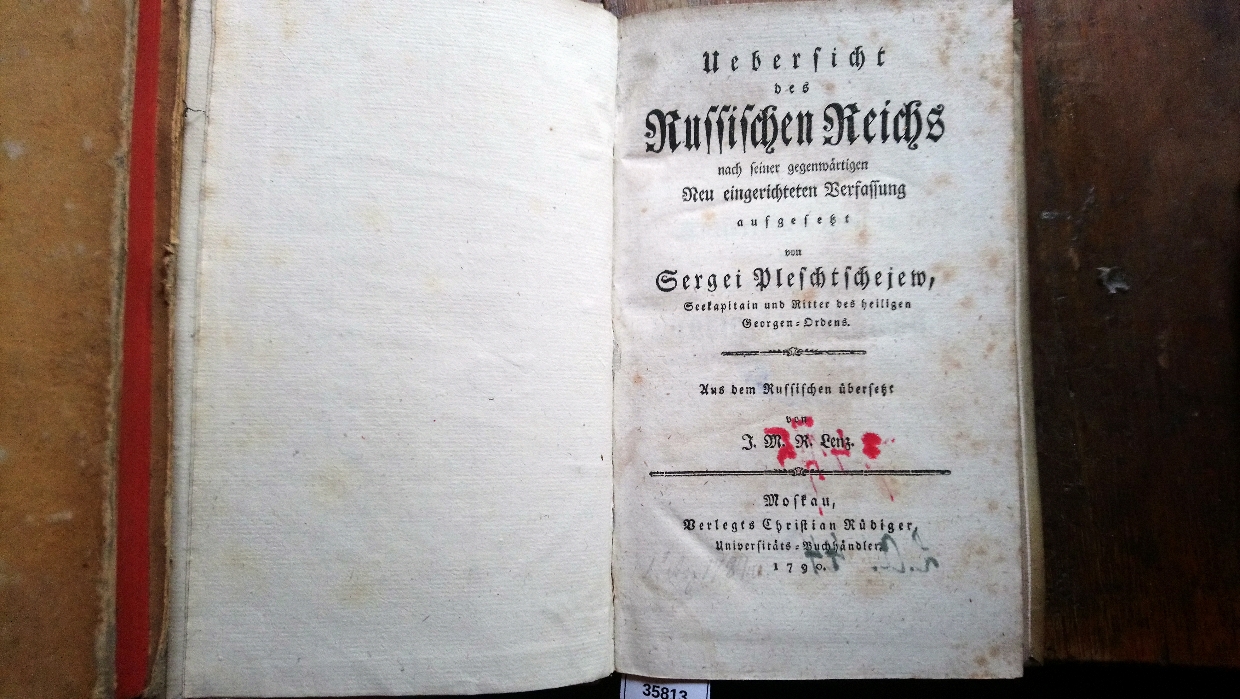 Ueberſicht
des
Ruſſiſchen Reichs
nach ſeiner gegenwärtigen
Neu eingerichteten Verfaſſung
aufgeſetzt
von
Sergei Pleſchtſchejew,
Seekapitain und Ritter des heiligen
Georgen-Ordens.
Aus dem Ruſſiſchen überſetzt
von
J. M. R. Lenz.
Moſkau,
Verlegts Chriſtian Rüdiger,
Univerſitäts-Buchhändler.
1790.
35813